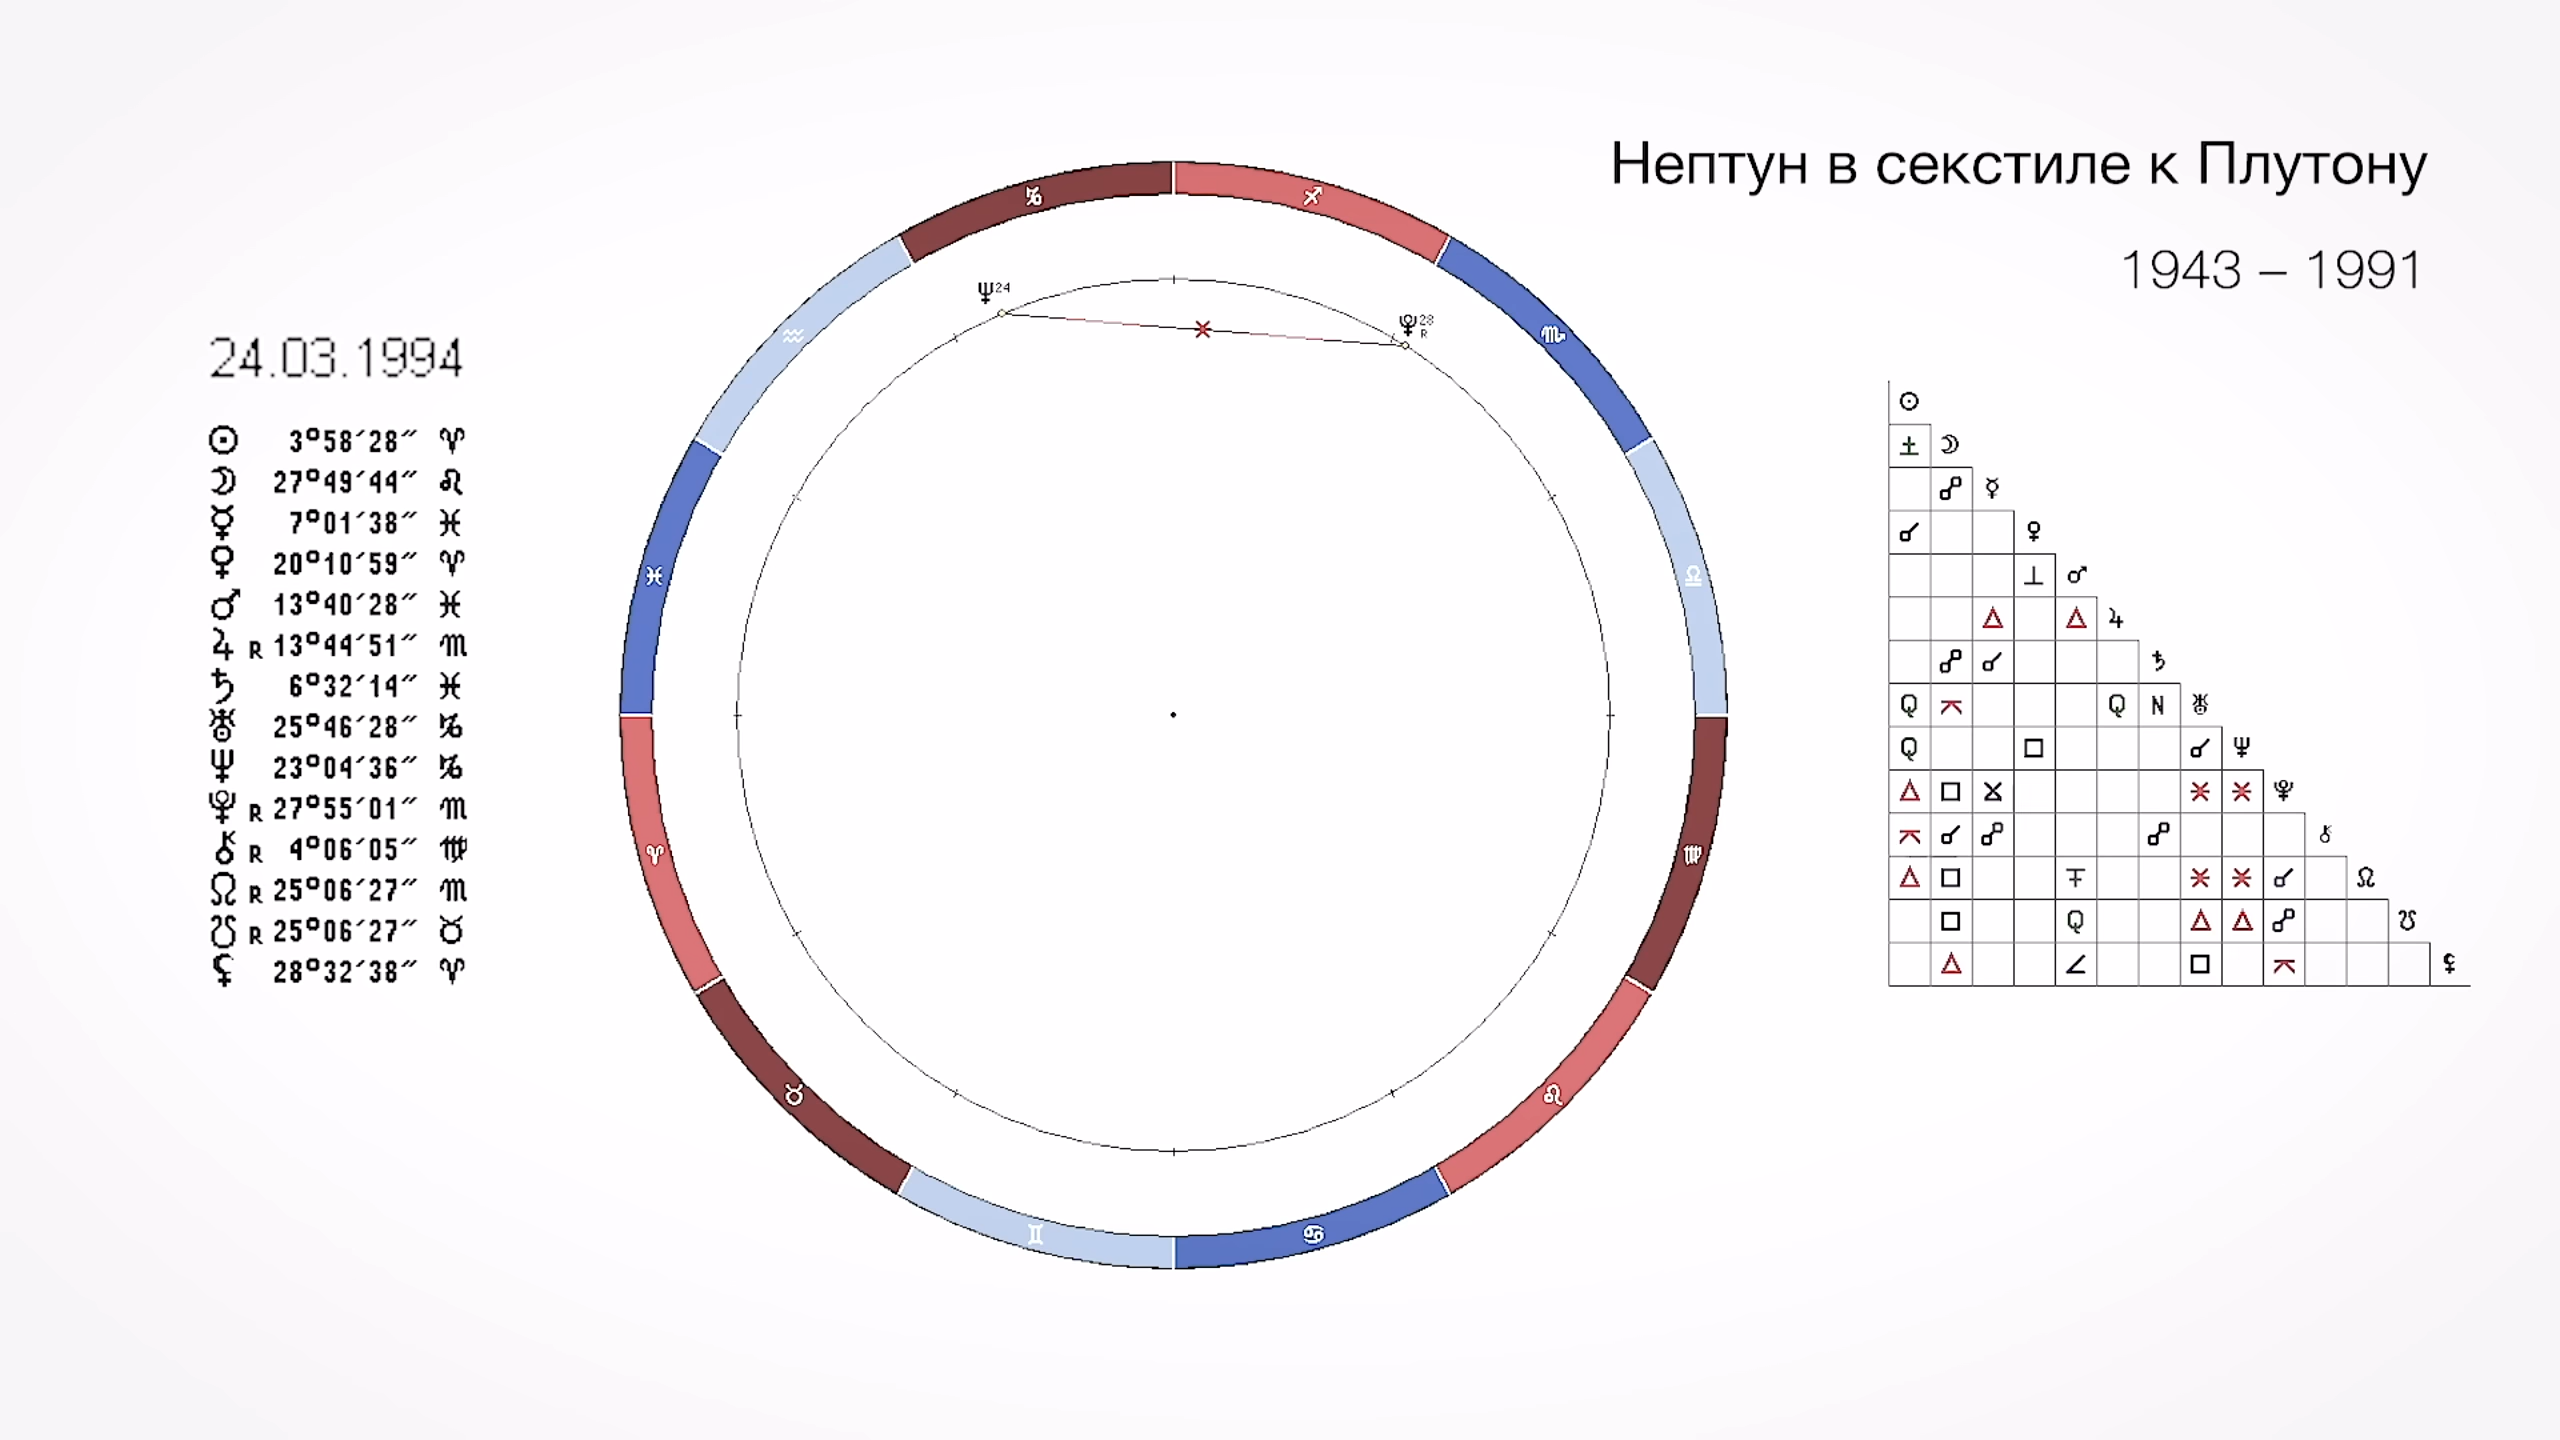 Нептун в секстиле к Плутону
1943 – 1991
24.03.1994
☉ 3°58′28″ ♈
☽ 27°49′44″ ♌
☿ 7°01′38″ ♓
♀ 20°10′59″ ♈
♂ 13°40′28″ ♓
♃ R 13°44′51″ ♏
♄ 6°32′14″ ♓
♅ 25°46′28″ ♑
♆ 23°04′36″ ♑
♇ R 27°55′01″ ♏
⚷ R 4°06′05″ ♍
☊ R 25°06′27″ ♏
☋ R 25°06′27″ ♉
⚸ 28°32′38″ ♈
♆ 24
♇ 28
R
Q Q N
Q
Q